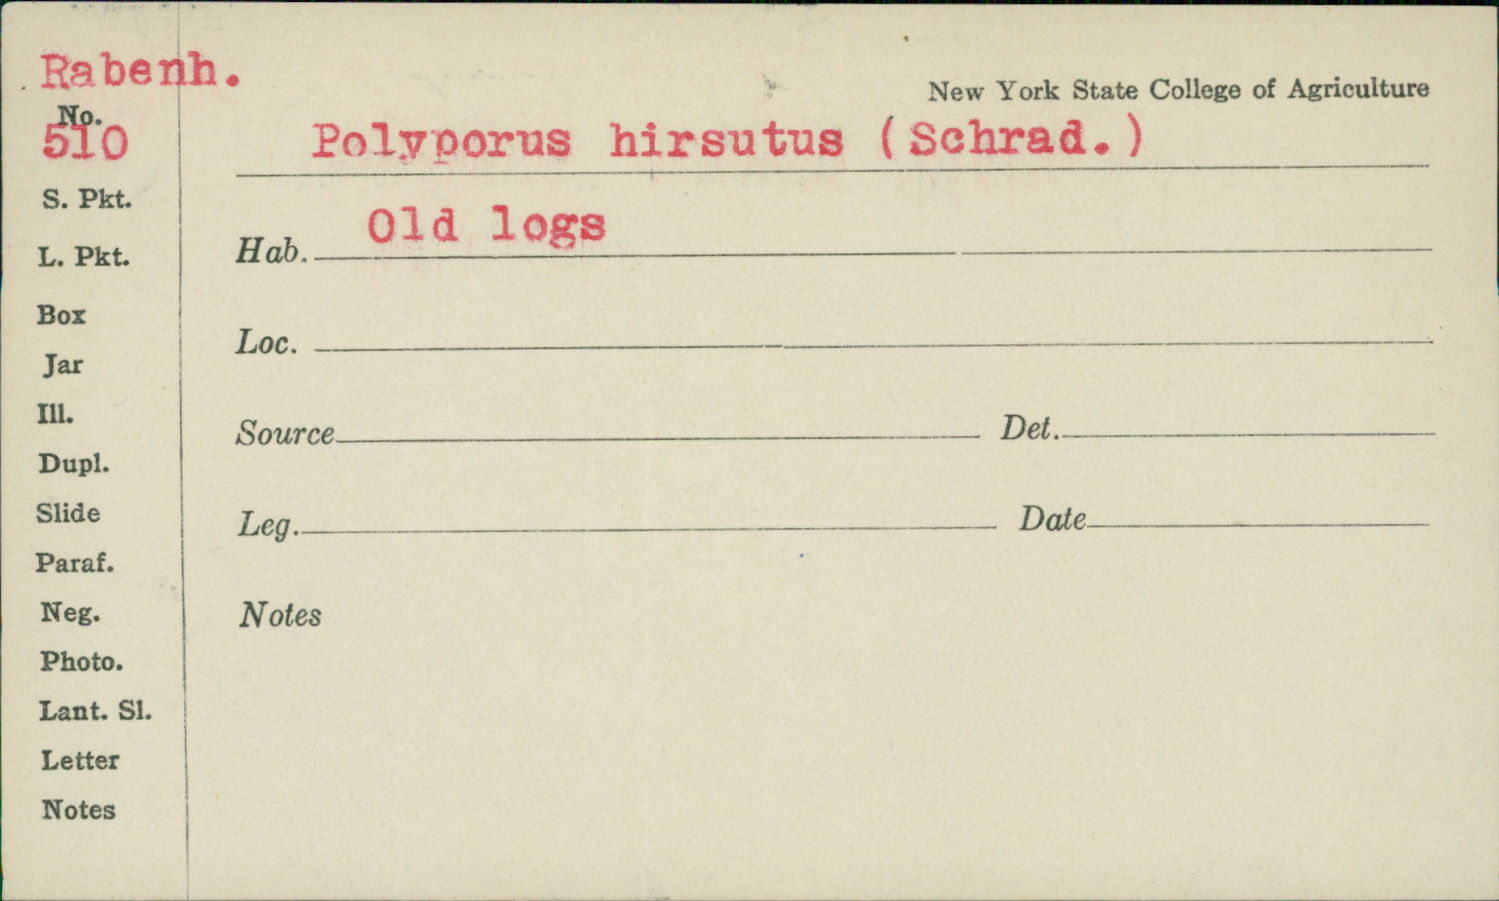 Rabenh.
New York State College of Agriculture
No.
510
Polyporus hirsutus (Schrad.)
S. Pkt.
Hab. Old logs
L. Pkt.
Box
Loc.
Jar
Ill.
Source Det.
Dupl.
Slide
Leg. Date
Paraf.
Neg.
Notes
Photo.
Lant. Sl.
Letter
Notes